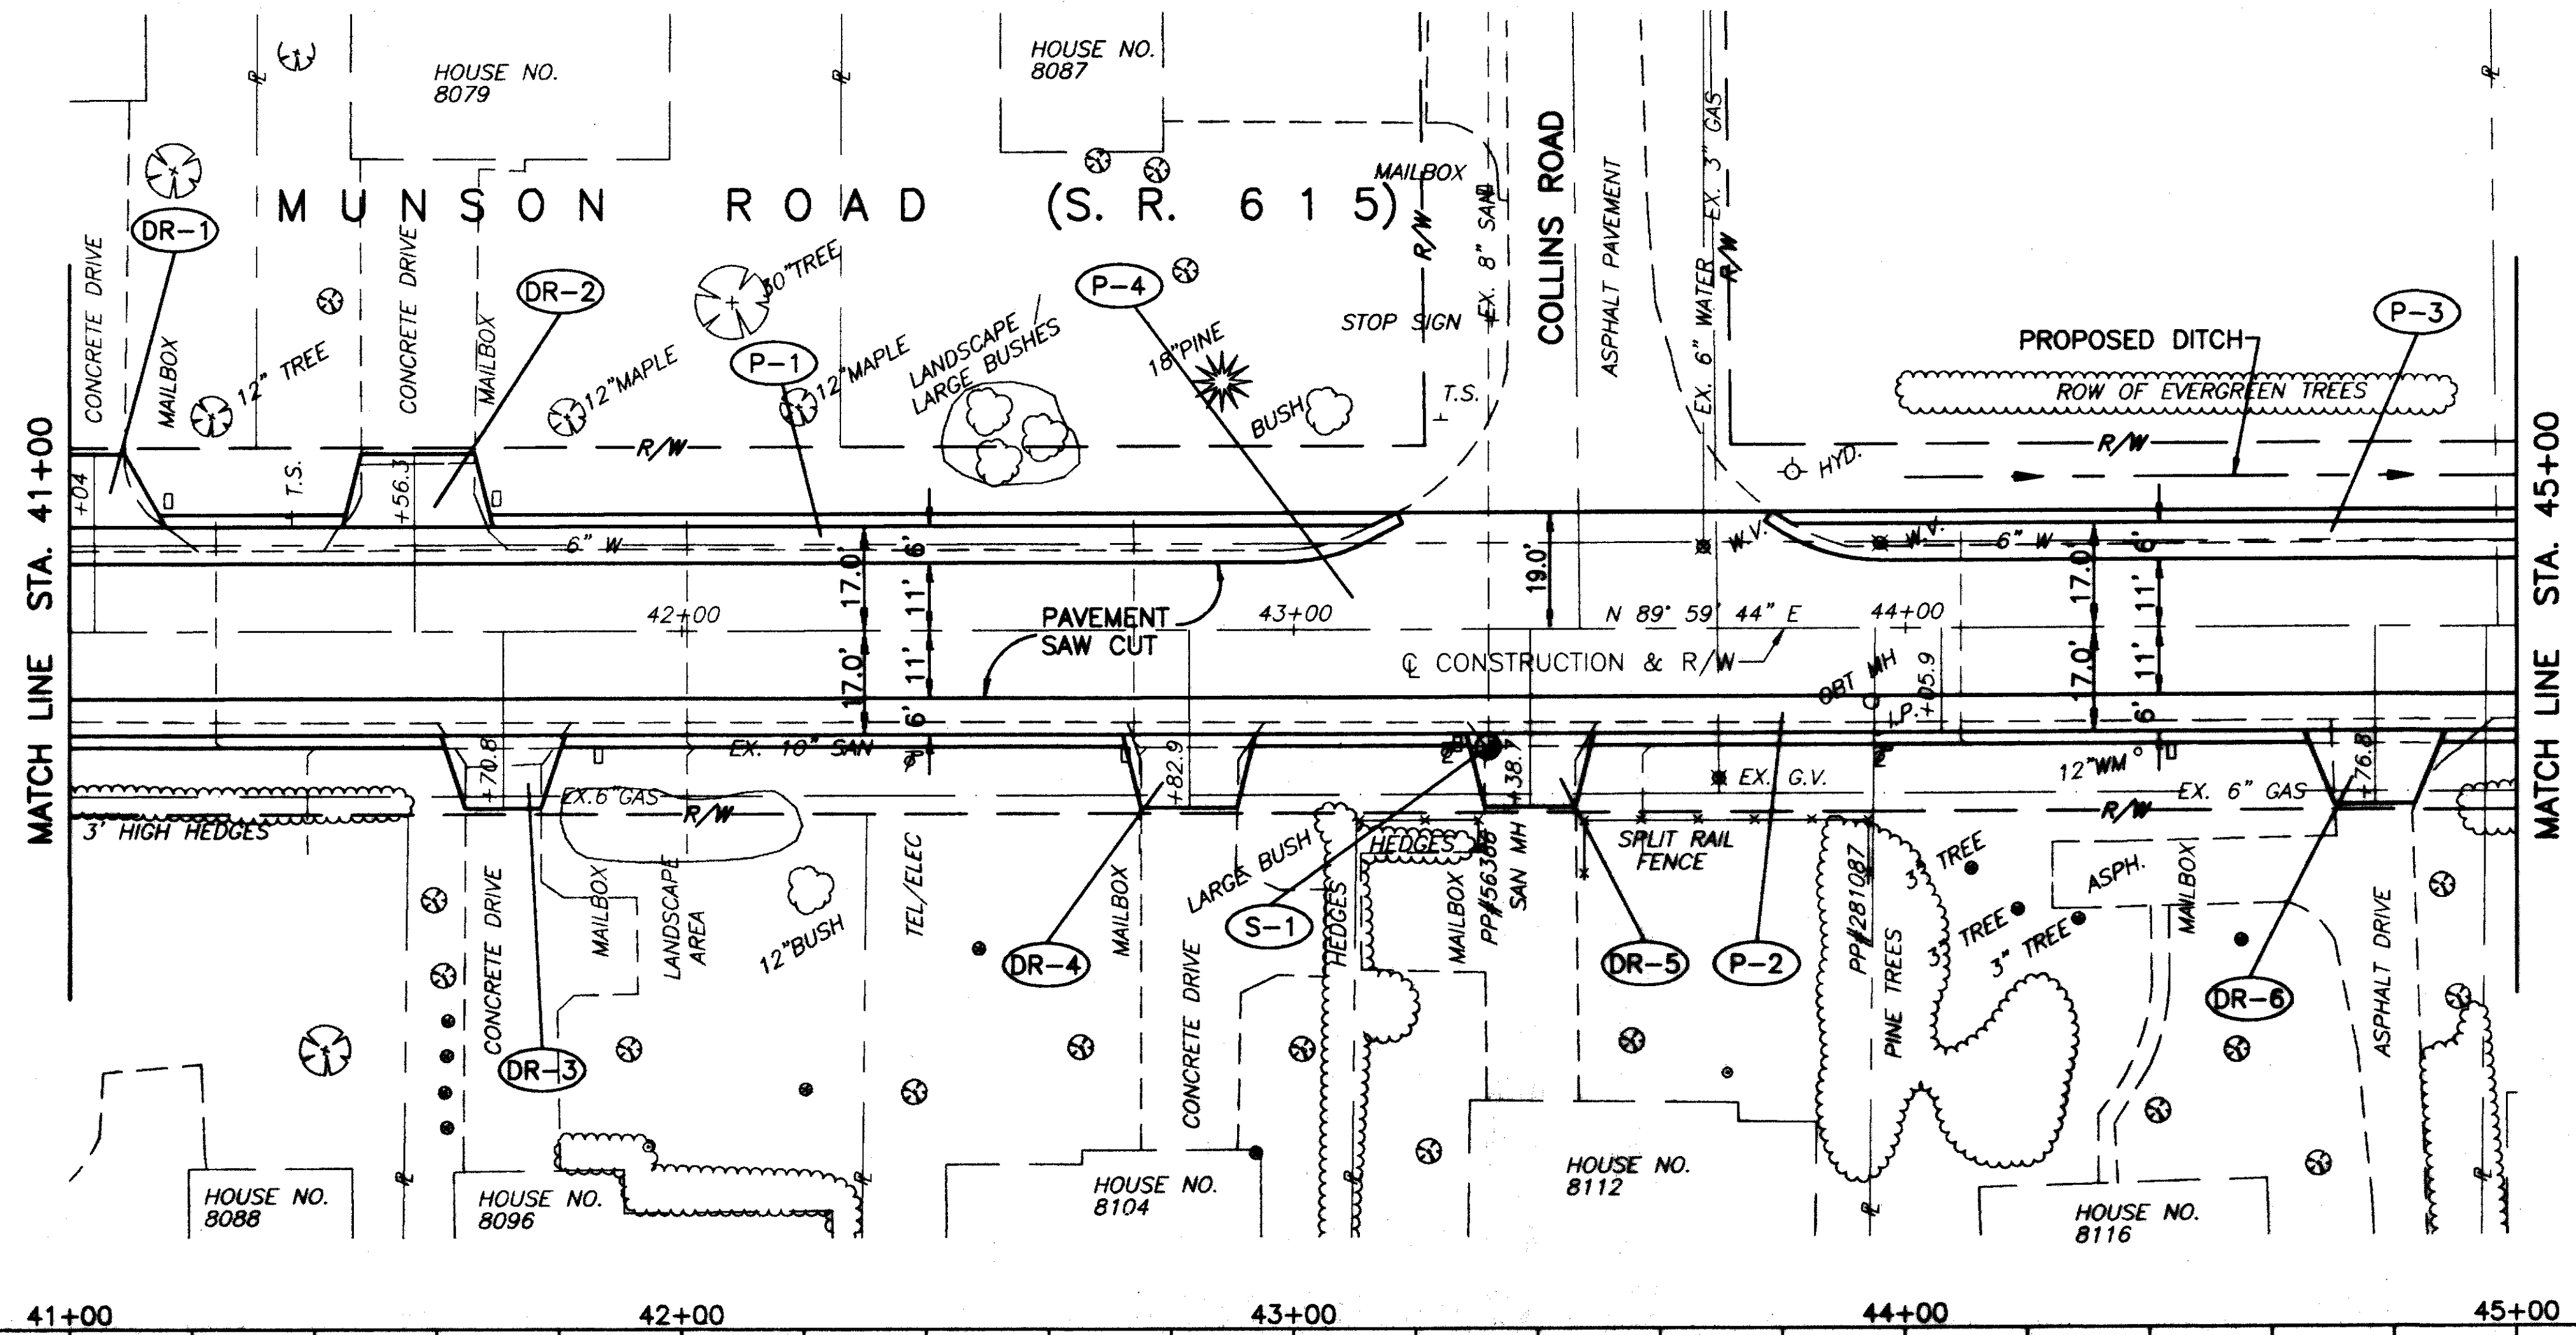 HOUSE NO.
8079
HOUSE NO.
8087
MUNSON ROAD (S. R. 615)
MAILBOX
R/W
EX. 8" SAN
COLLINS ROAD
ASPHALT PAVEMENT
EX. 6" WATER
EX. 3" GAS
R/W
DR-1
DR-2
P-4
P-1
P-3
CONCRETE DRIVE
MAILBOX
12" TREE
CONCRETE DRIVE
MAILBOX
12"MAPLE
30"TREE
12"MAPLE
LANDSCAPE /
LARGE BUSHES
18"PINE
BUSH
STOP SIGN
T.S.
PROPOSED DITCH
ROW OF EVERGREEN TREES
R/W
R/W
HYD.
MATCH LINE STA. 41+00
MATCH LINE STA. 45+00
+04
T.S.
+56.3
6" W
17.0'
6'
11'
19.0'
W.V.
W.V.
6" W
17.0'
6'
11'
42+00
43+00
N 89° 59' 44" E
44+00
PAVEMENT
SAW CUT
℄ CONSTRUCTION & R/W
17.0'
11'
6'
OBT MH
I.P.
+05.9
17.0'
11'
6'
+70.8
EX. 10" SAN
+82.9
+38.7
EX. G.V.
12"WM
+76.8
EX.6"GAS
R/W
EX. 6" GAS
R/W
3' HIGH HEDGES
CONCRETE DRIVE
MAILBOX
LANDSCAPE
AREA
12"BUSH
TEL/ELEC
MAILBOX
LARGE BUSH
HEDGES
HEDGES
MAILBOX
PP#56388
SAN MH
SPLIT RAIL
FENCE
PP#281087
PINE TREES
3" TREE
3" TREE
3" TREE
ASPH.
MAILBOX
ASPHALT DRIVE
CONCRETE DRIVE
S-1
DR-4
DR-5
P-2
DR-6
DR-3
HOUSE NO.
8088
HOUSE NO.
8096
HOUSE NO.
8104
HOUSE NO.
8112
HOUSE NO.
8116
41+00
42+00
43+00
44+00
45+00